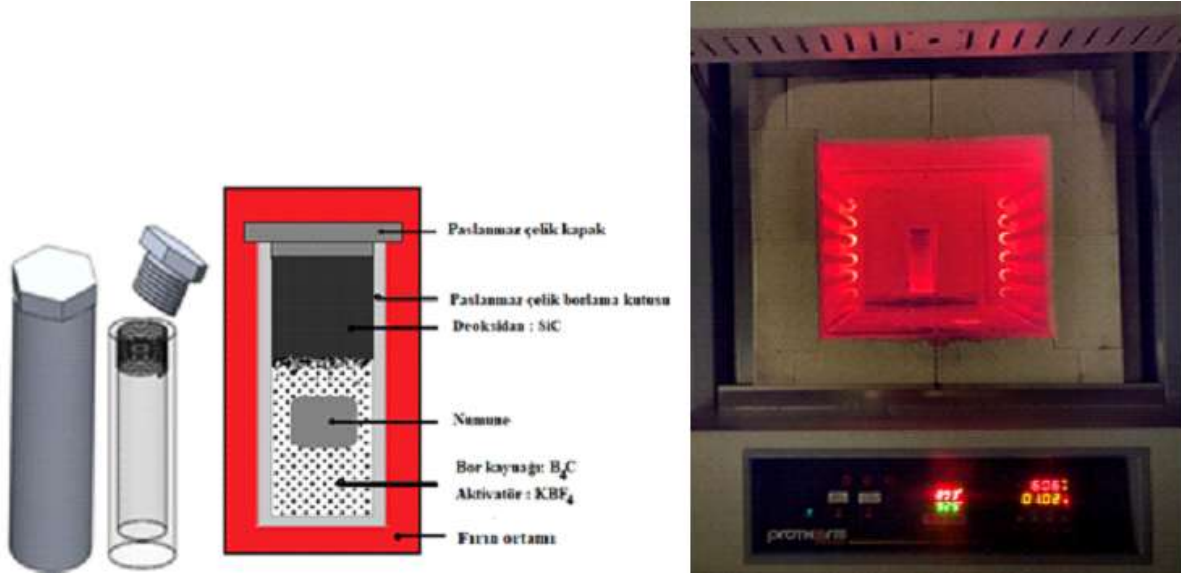 Paslanmaz çelik kapak
Paslanmaz çelik borlama kutusu
Deoksidan : SiC
Numune
Bor kaynağı: B₄C
Aktivatör : KBF₄
Fırın ortamı
protherm